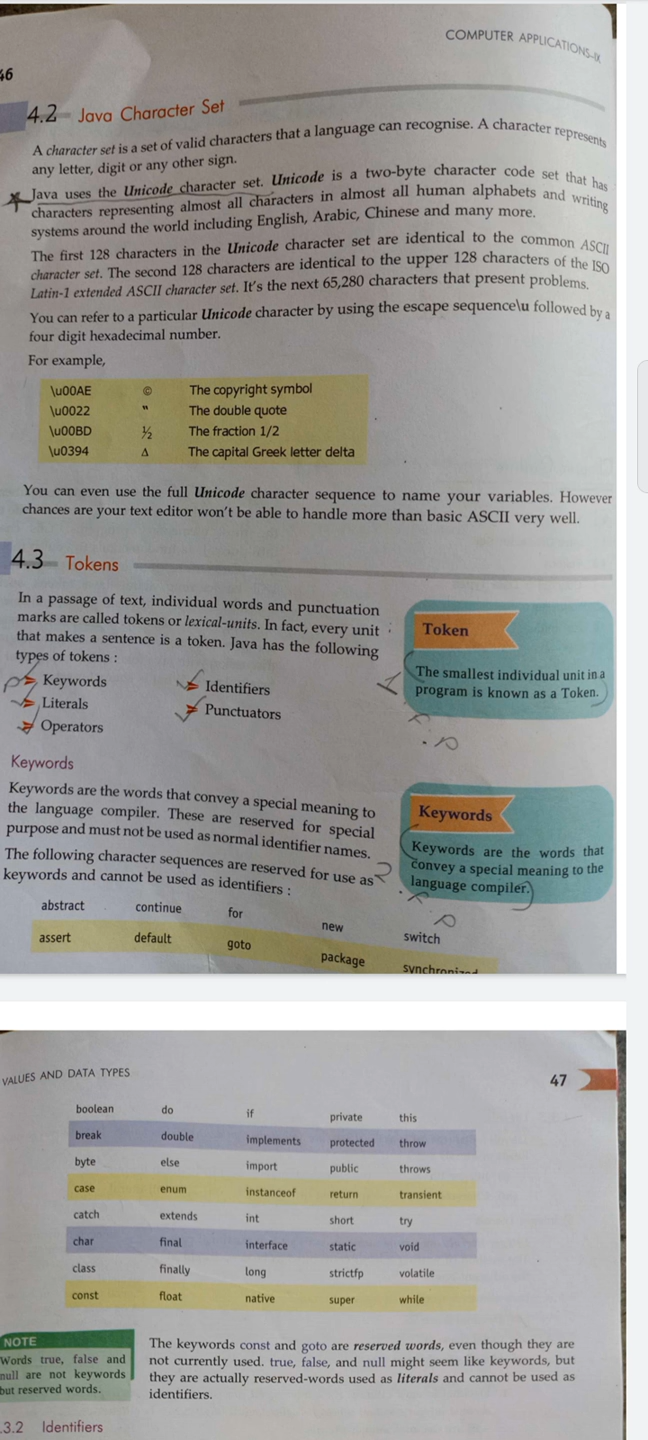 COMPUTER APPLICATIONS-IX
46
4.2 Java Character Set
A character set is a set of valid characters that a language can recognise. A character represents
any letter, digit or any other sign.
Java uses the Unicode character set. Unicode is a two-byte character code set that has
characters representing almost all characters in almost all human alphabets and writing
systems around the world including English, Arabic, Chinese and many more.
The first 128 characters in the Unicode character set are identical to the common ASCII
character set. The second 128 characters are identical to the upper 128 characters of the ISO
Latin-1 extended ASCII character set. It's the next 65,280 characters that present problems.
You can refer to a particular Unicode character by using the escape sequence\u followed by a
four digit hexadecimal number.
For example,
\u00AE © The copyright symbol
\u0022 " The double quote
\u00BD ½ The fraction 1/2
\u0394 Δ The capital Greek letter delta
You can even use the full Unicode character sequence to name your variables. However
chances are your text editor won't be able to handle more than basic ASCII very well.
4.3 Tokens
In a passage of text, individual words and punctuation
marks are called tokens or lexical-units. In fact, every unit
that makes a sentence is a token. Java has the following
types of tokens :
Keywords Identifiers
Literals Punctuators
Operators
Token
The smallest individual unit in a
program is known as a Token.
Keywords
Keywords are the words that convey a special meaning to
the language compiler. These are reserved for special
purpose and must not be used as normal identifier names.
The following character sequences are reserved for use as
keywords and cannot be used as identifiers :
Keywords
Keywords are the words that
convey a special meaning to the
language compiler.
abstract continue for new switch
assert default goto package synchronized
VALUES AND DATA TYPES
47
boolean do if private this
break double implements protected throw
byte else import public throws
case enum instanceof return transient
catch extends int short try
char final interface static void
class finally long strictfp volatile
const float native super while
NOTE
Words true, false and
null are not keywords
but reserved words.
The keywords const and goto are reserved words, even though they are
not currently used. true, false, and null might seem like keywords, but
they are actually reserved-words used as literals and cannot be used as
identifiers.
.3.2 Identifiers